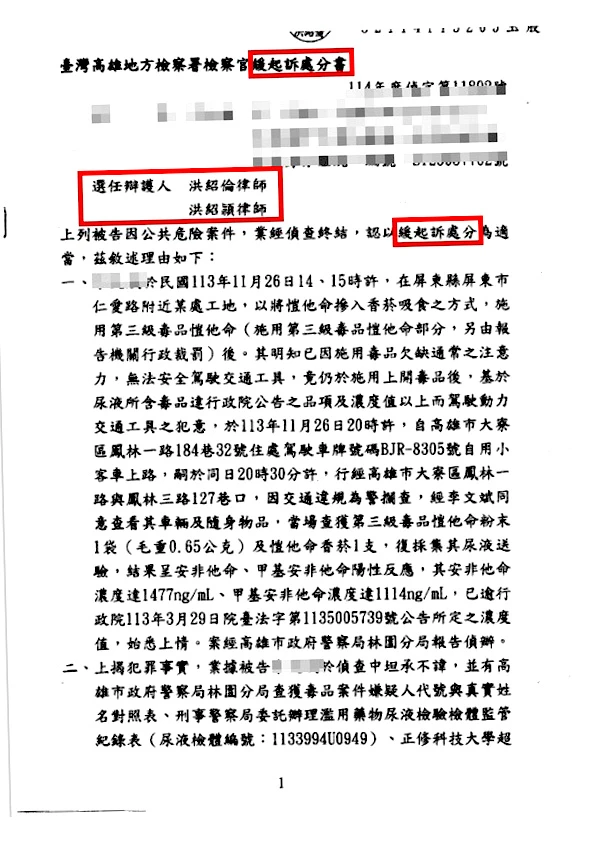 臺灣高雄地方檢察署檢察官緩起訴處分書
114年度偵字第11802號
選任辯護人 洪紹倫律師
洪紹頴律師
上列被告因公共危險案件,業經偵查終結,認以緩起訴處分為適
當,茲敘述理由如下:
一、於民國113年11月26日14、15時許,在屏東縣屏東市
仁愛路附近某處工地,以將愷他命摻入香菸吸食之方式,施
用第三級毒品愷他命(施用第三級毒品愷他命部分,另由報
告機關行政裁罰)後。其明知已因施用毒品欠缺通常之注意
力,無法安全駕駛交通工具,竟仍於施用上開毒品後,基於
尿液所含毒品達行政院公告之品項及濃度值以上而駕駛動力
交通工具之犯意,於113年11月26日20時許,自高雄市大寮
區鳳林一路184巷32號住處駕駛車牌號碼BJR-8305號自用小
客車上路,嗣於同日20時30分許,行經高雄市大寮區鳳林一
路與鳳林三路127巷口,因交通違規為警攔查,經李文斌同
意查看其車輛及隨身物品,當場查獲第三級毒品愷他命粉末
1袋(毛重0.65公克)及愷他命香菸1支,復採集其尿液送
驗,結果呈安非他命、甲基安非他命陽性反應,其安非他命
濃度達1477ng/mL、甲基安非他命濃度達1114ng/mL,已逾行
政院113年3月29日院臺法字第1135005739號公告所定之濃度
值,始悉上情。案經高雄市政府警察局林園分局報告偵辦。
二、上揭犯罪事實,業據被告於偵查中坦承不諱,並有高
雄市政府警察局林園分局查獲毒品案件嫌疑人代號與真實姓
名對照表、刑事警察局委託辦理濫用藥物尿液檢驗檢體監管
紀錄表(尿液檢體編號:1133994U0949)、正修科技大學超
1